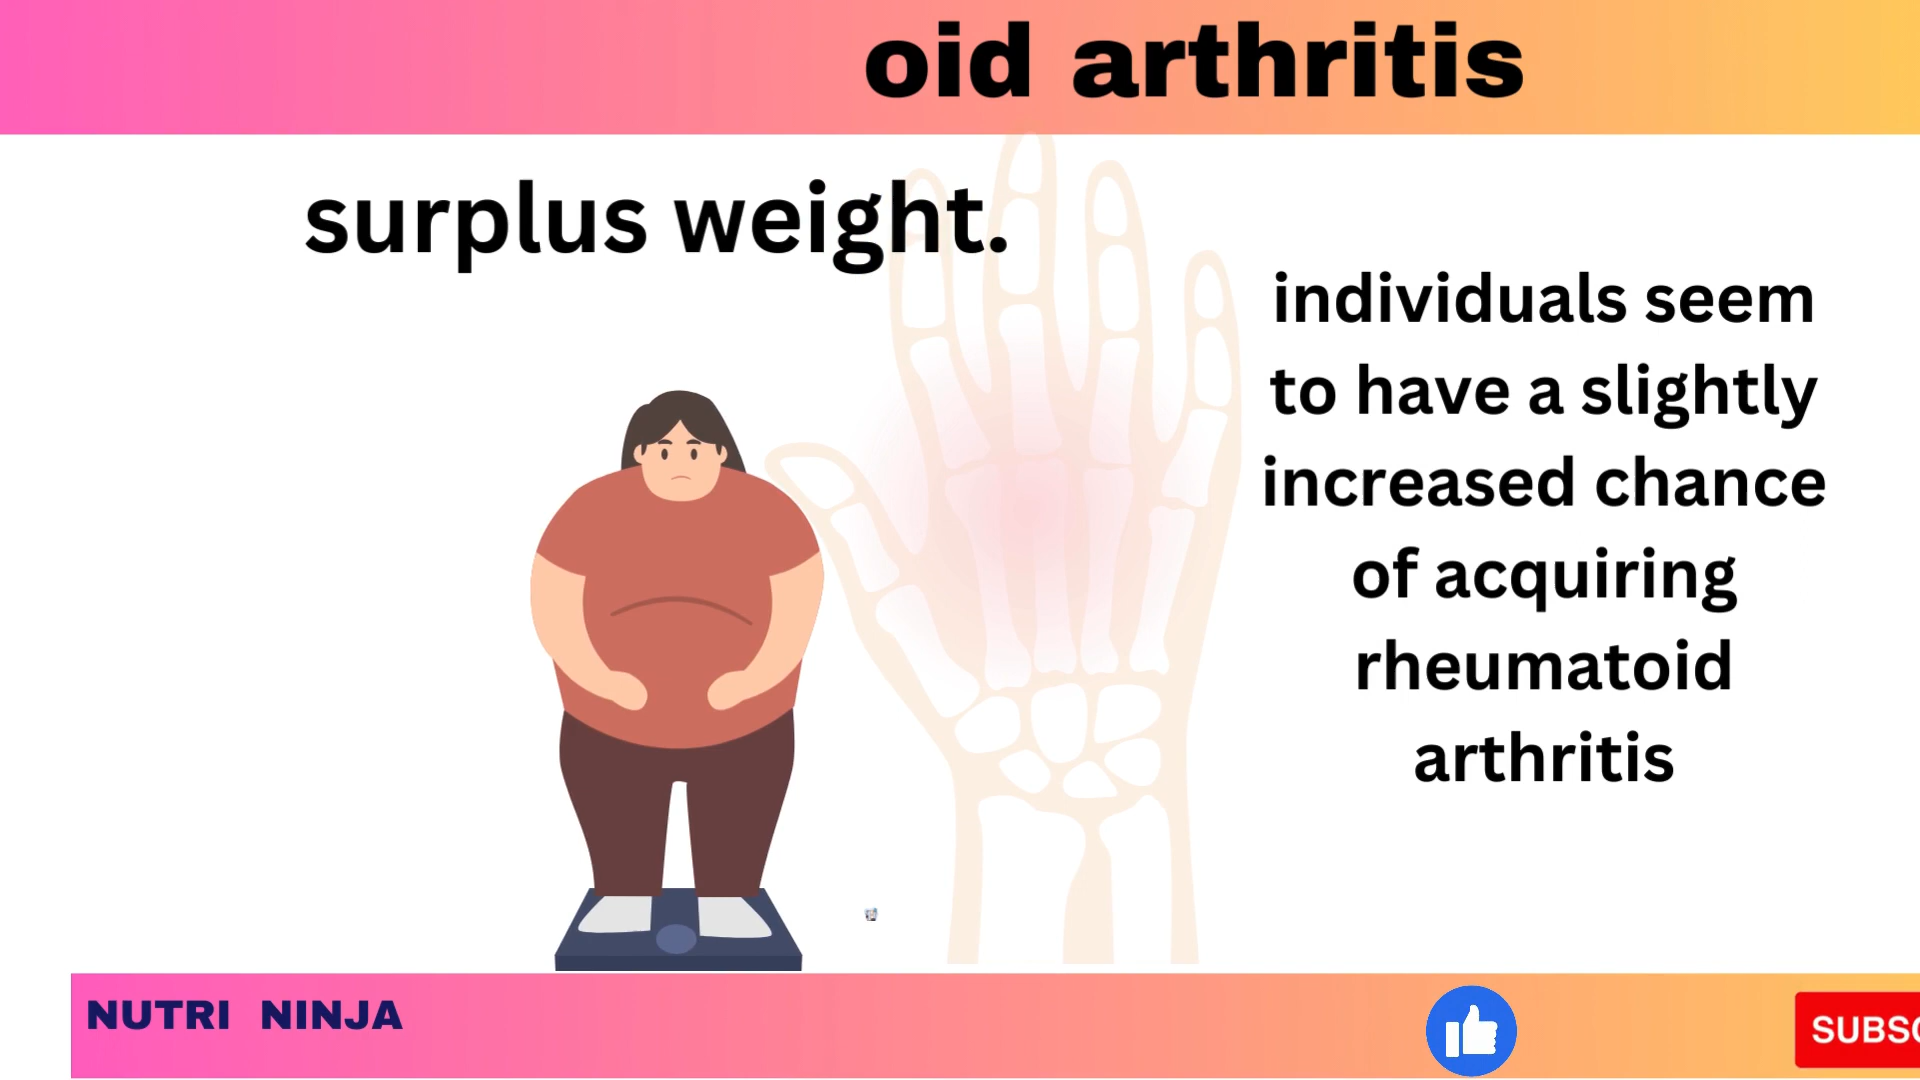 oid arthritis
surplus weight.
individuals seem
to have a slightly
increased chance
of acquiring
rheumatoid
arthritis
NUTRI NINJA
SUBSC